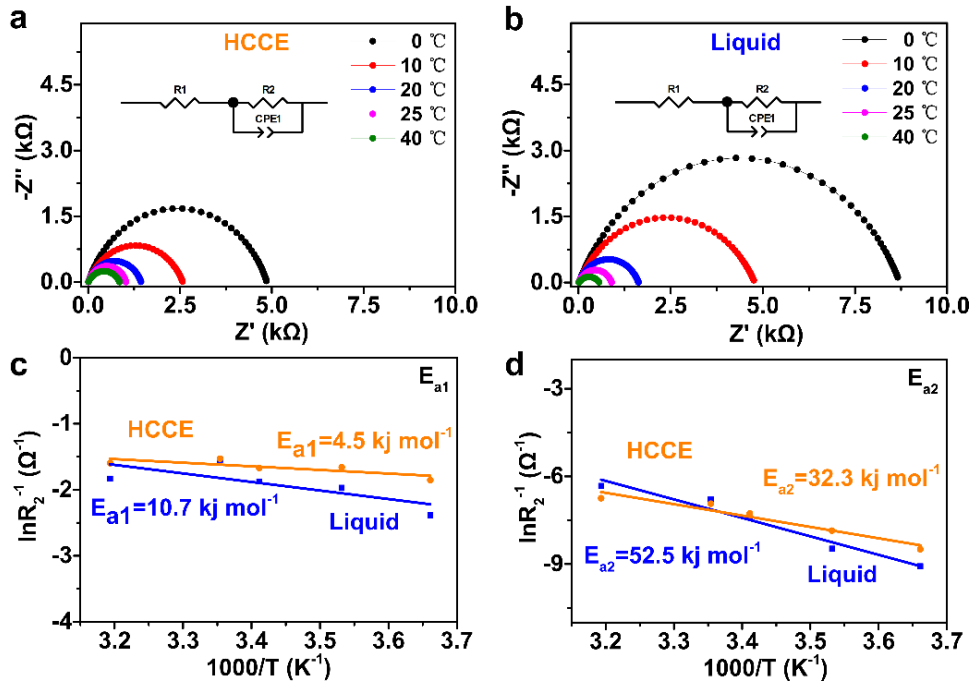 a
HCCE
0 ℃
10 ℃
20 ℃
25 ℃
40 ℃
R1
R2
CPE1
-Z'' (kΩ)
4.5
3.0
1.5
0.0
0.0
2.5
5.0
7.5
10.0
Z' (kΩ)
b
Liquid
0 ℃
10 ℃
20 ℃
25 ℃
40 ℃
R1
R2
CPE1
-Z'' (kΩ)
4.5
3.0
1.5
0.0
0.0
2.5
5.0
7.5
10.0
Z' (kΩ)
c
Ea1
HCCE
Ea1=4.5 kj mol-1
Ea1=10.7 kj mol-1
Liquid
lnR2-1 (Ω-1)
0
-1
-2
-3
-4
3.2
3.3
3.4
3.5
3.6
3.7
1000/T (K-1)
d
Ea2
HCCE
Ea2=32.3 kj mol-1
Ea2=52.5 kj mol-1
Liquid
lnR2-1 (Ω-1)
-3
-6
-9
3.2
3.3
3.4
3.5
3.6
3.7
1000/T (K-1)